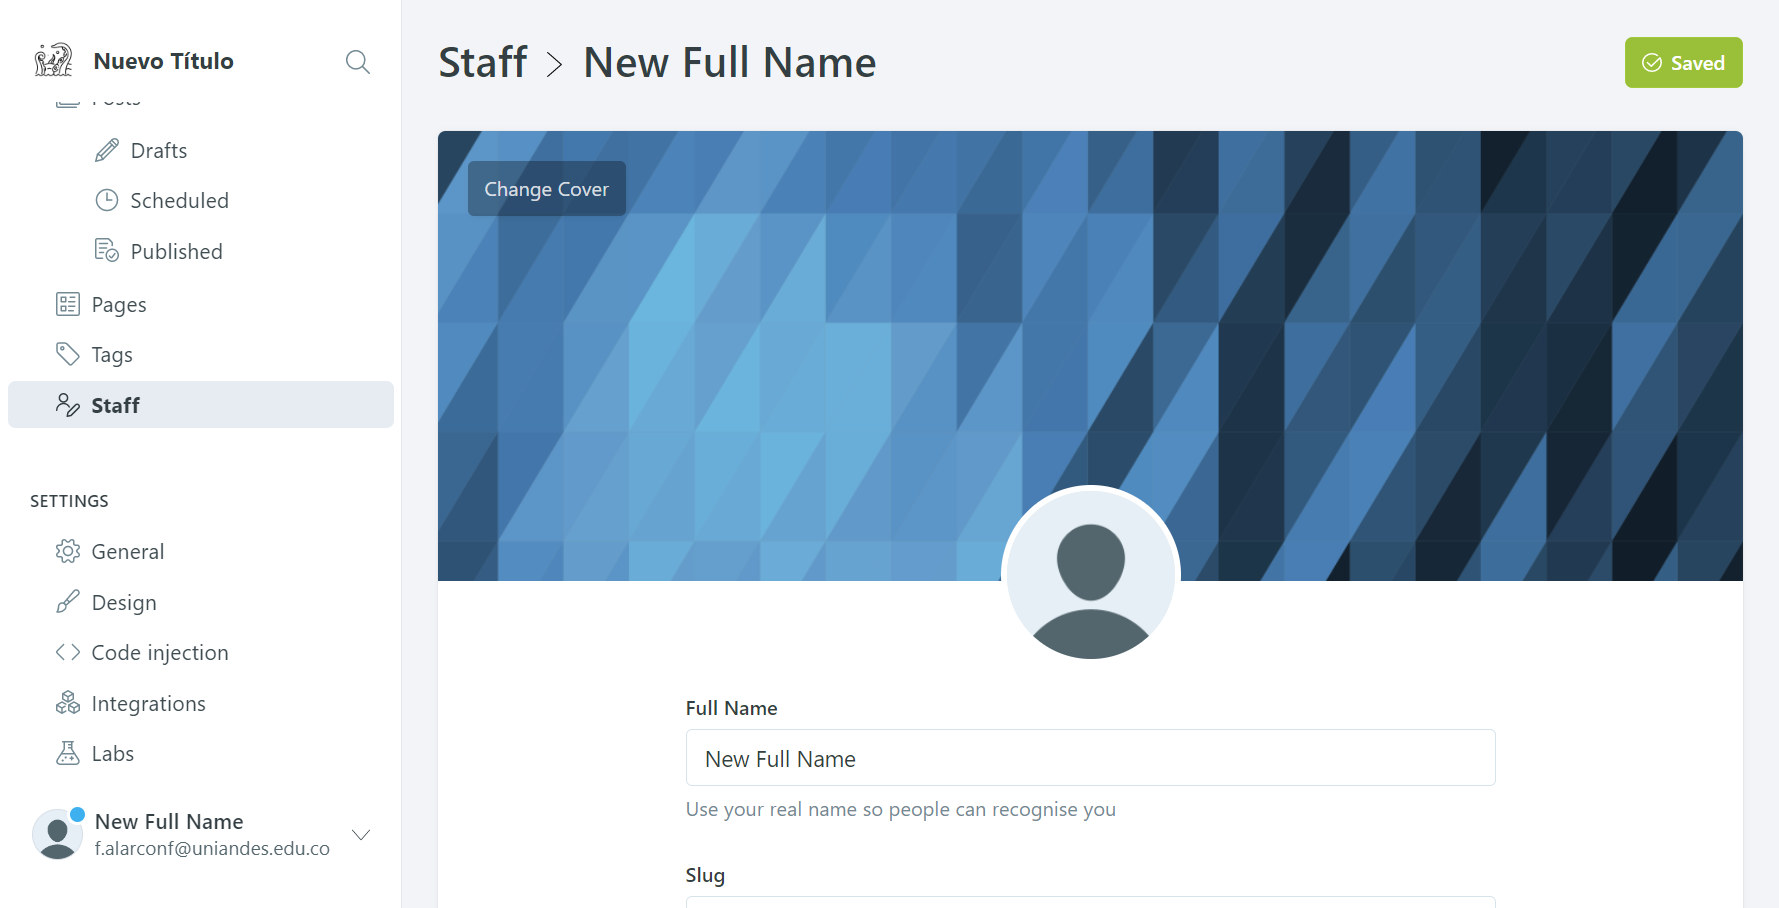 Nuevo Título
Posts
Drafts
Scheduled
Published
Pages
Tags
Staff
SETTINGS
General
Design
Code injection
Integrations
Labs
New Full Name
f.alarconf@uniandes.edu.co
Staff > New Full Name
Saved
Change Cover
Full Name
New Full Name
Use your real name so people can recognise you
Slug